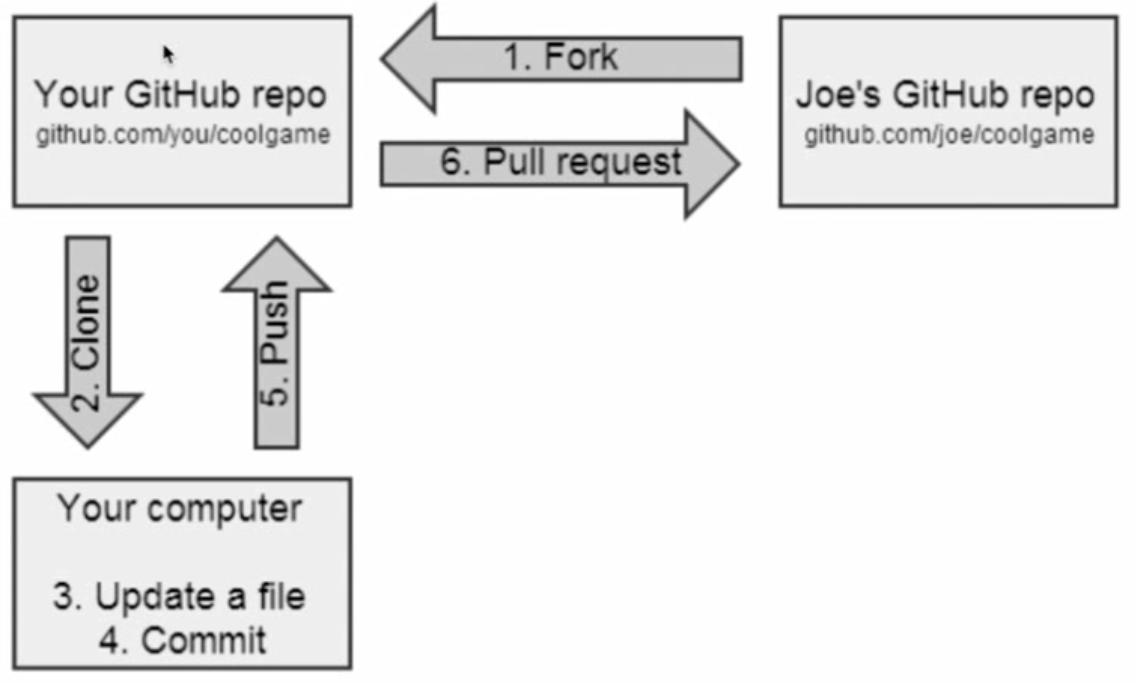 Your GitHub repo
github.com/you/coolgame
1. Fork
6. Pull request
Joe's GitHub repo
github.com/joe/coolgame
2. Clone
5. Push
Your computer
3. Update a file
4. Commit